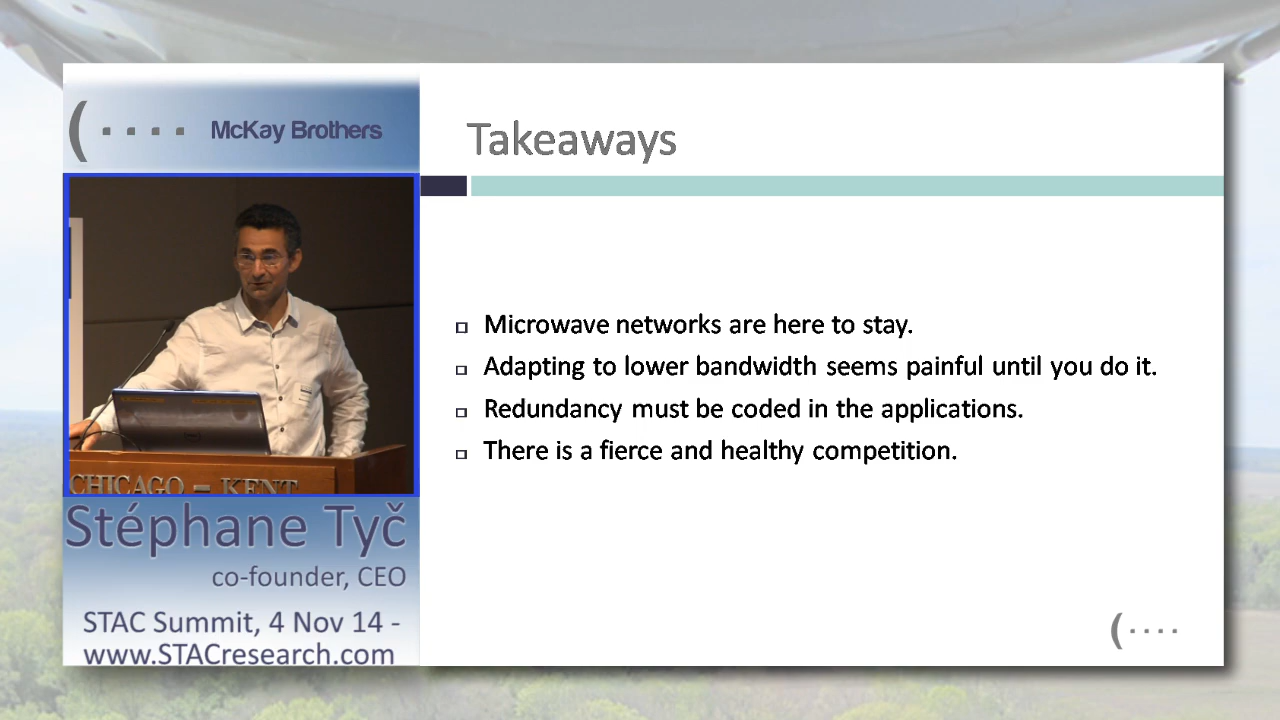 McKay Brothers
Takeaways
Microwave networks are here to stay.
Adapting to lower bandwidth seems painful until you do it.
Redundancy must be coded in the applications.
There is a fierce and healthy competition.
CHICAGO – KENT
Stéphane Tyč
co-founder, CEO
STAC Summit, 4 Nov 14 -
www.STACresearch.com